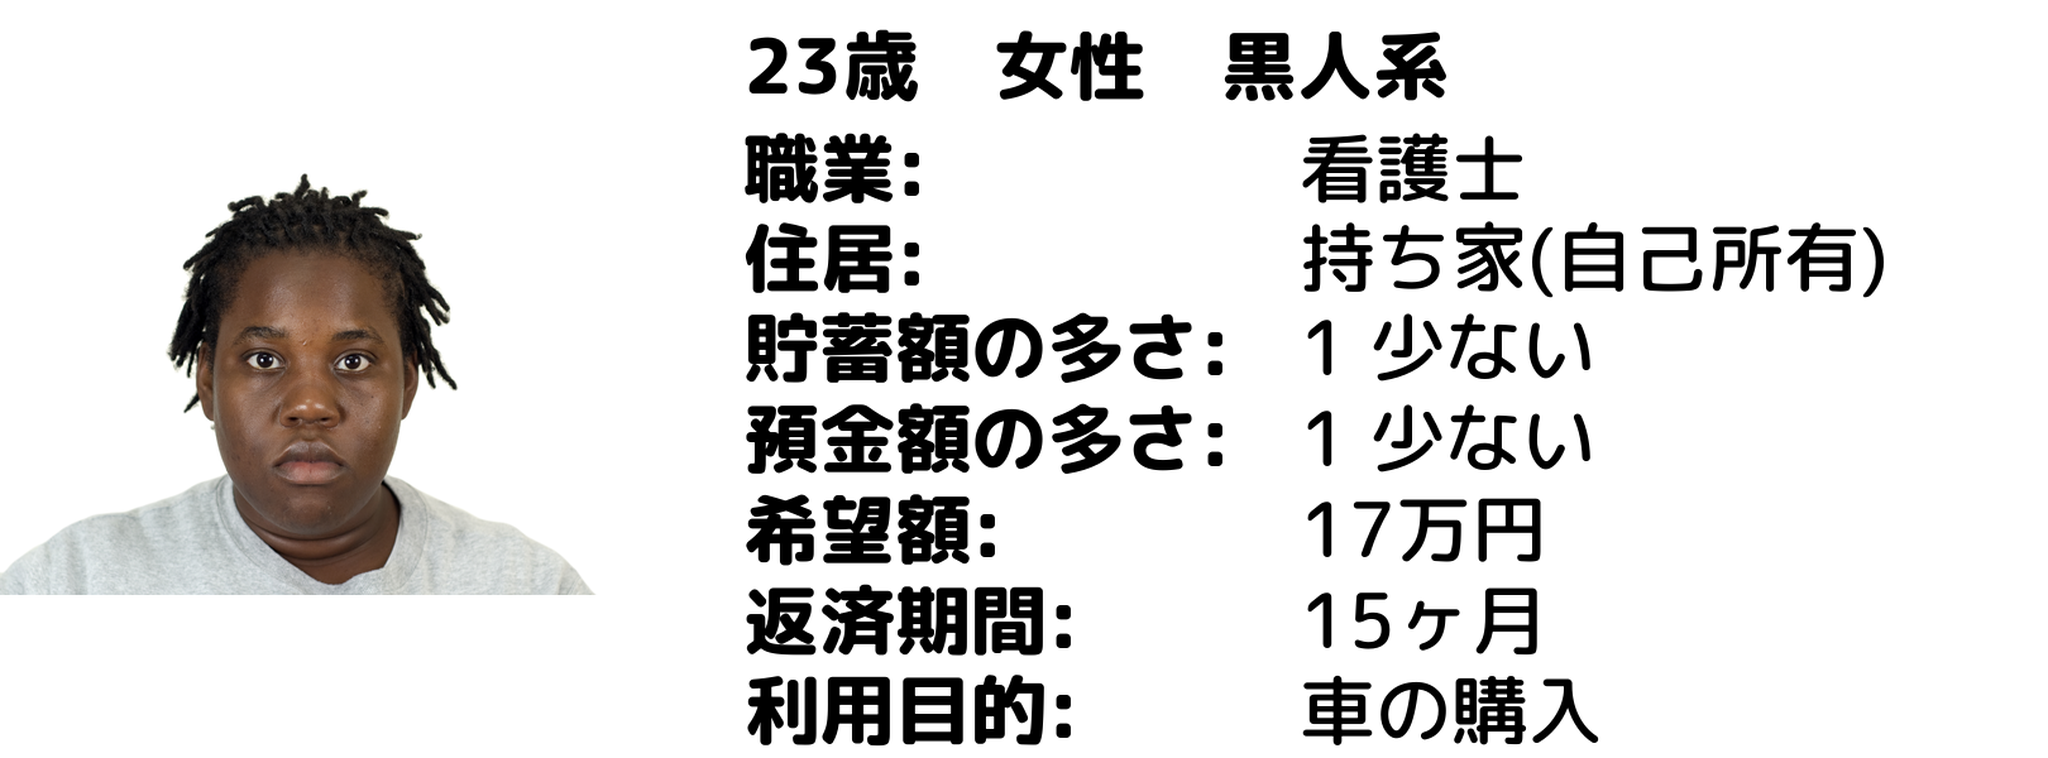 23歳　女性　黒人系
職業: 看護士
住居: 持ち家(自己所有)
貯蓄額の多さ: 1 少ない
預金額の多さ: 1 少ない
希望額: 17万円
返済期間: 15ヶ月
利用目的: 車の購入